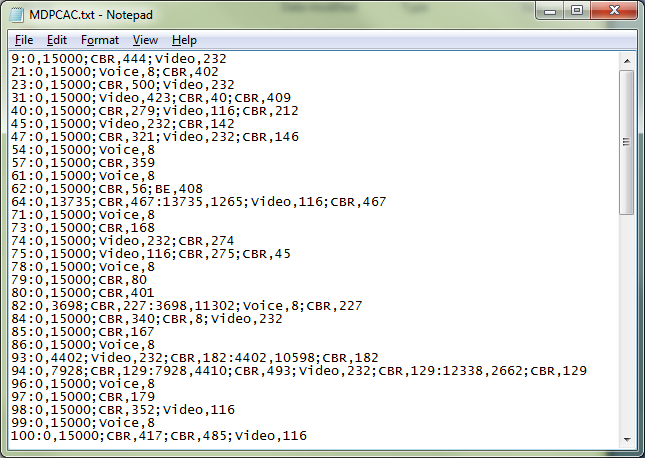 MDPCAC.txt - Notepad
File Edit Format View Help
9:0,15000;CBR,444;Video,232
21:0,15000;Voice,8;CBR,402
23:0,15000;CBR,500;Video,232
31:0,15000;Video,423;CBR,40;CBR,409
40:0,15000;CBR,279;Video,116;CBR,212
45:0,15000;Video,232;CBR,142
47:0,15000;CBR,321;Video,232;CBR,146
54:0,15000;Voice,8
57:0,15000;CBR,359
61:0,15000;Voice,8
62:0,15000;CBR,56;BE,408
64:0,13735;CBR,467:13735,1265;Video,116;CBR,467
71:0,15000;Voice,8
73:0,15000;CBR,168
74:0,15000;Video,232;CBR,274
75:0,15000;Video,116;CBR,275;CBR,45
78:0,15000;Voice,8
79:0,15000;CBR,80
80:0,15000;CBR,401
82:0,3698;CBR,227:3698,11302;Voice,8;CBR,227
84:0,15000;CBR,340;CBR,8;Video,232
85:0,15000;CBR,167
86:0,15000;Voice,8
93:0,4402;Video,232;CBR,182:4402,10598;CBR,182
94:0,7928;CBR,129:7928,4410;CBR,493;Video,232;CBR,129:12338,2662;CBR,129
96:0,15000;Voice,8
97:0,15000;CBR,179
98:0,15000;CBR,352;Video,116
99:0,15000;Voice,8
100:0,15000;CBR,417;CBR,485;Video,116